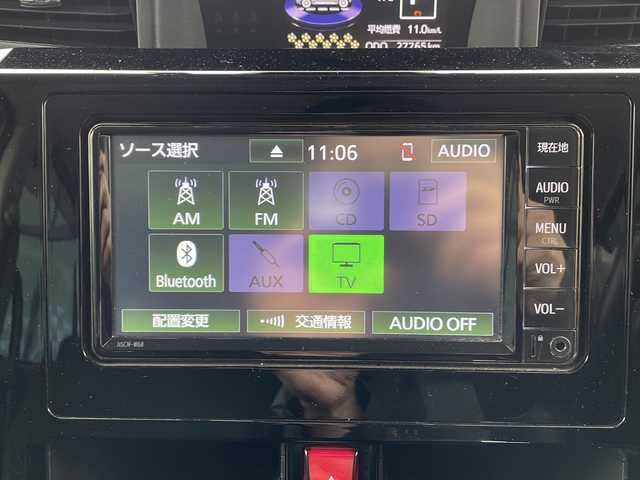 平均燃費 11.0km/L
ODO 27765km
ソース選択 11:06 AUDIO
現在地
AM FM CD SD
AUDIO
PWR
MENU
CTRL
Bluetooth AUX TV
VOL+
VOL-
配置変更 交通情報 AUDIO OFF
NSCN-W68